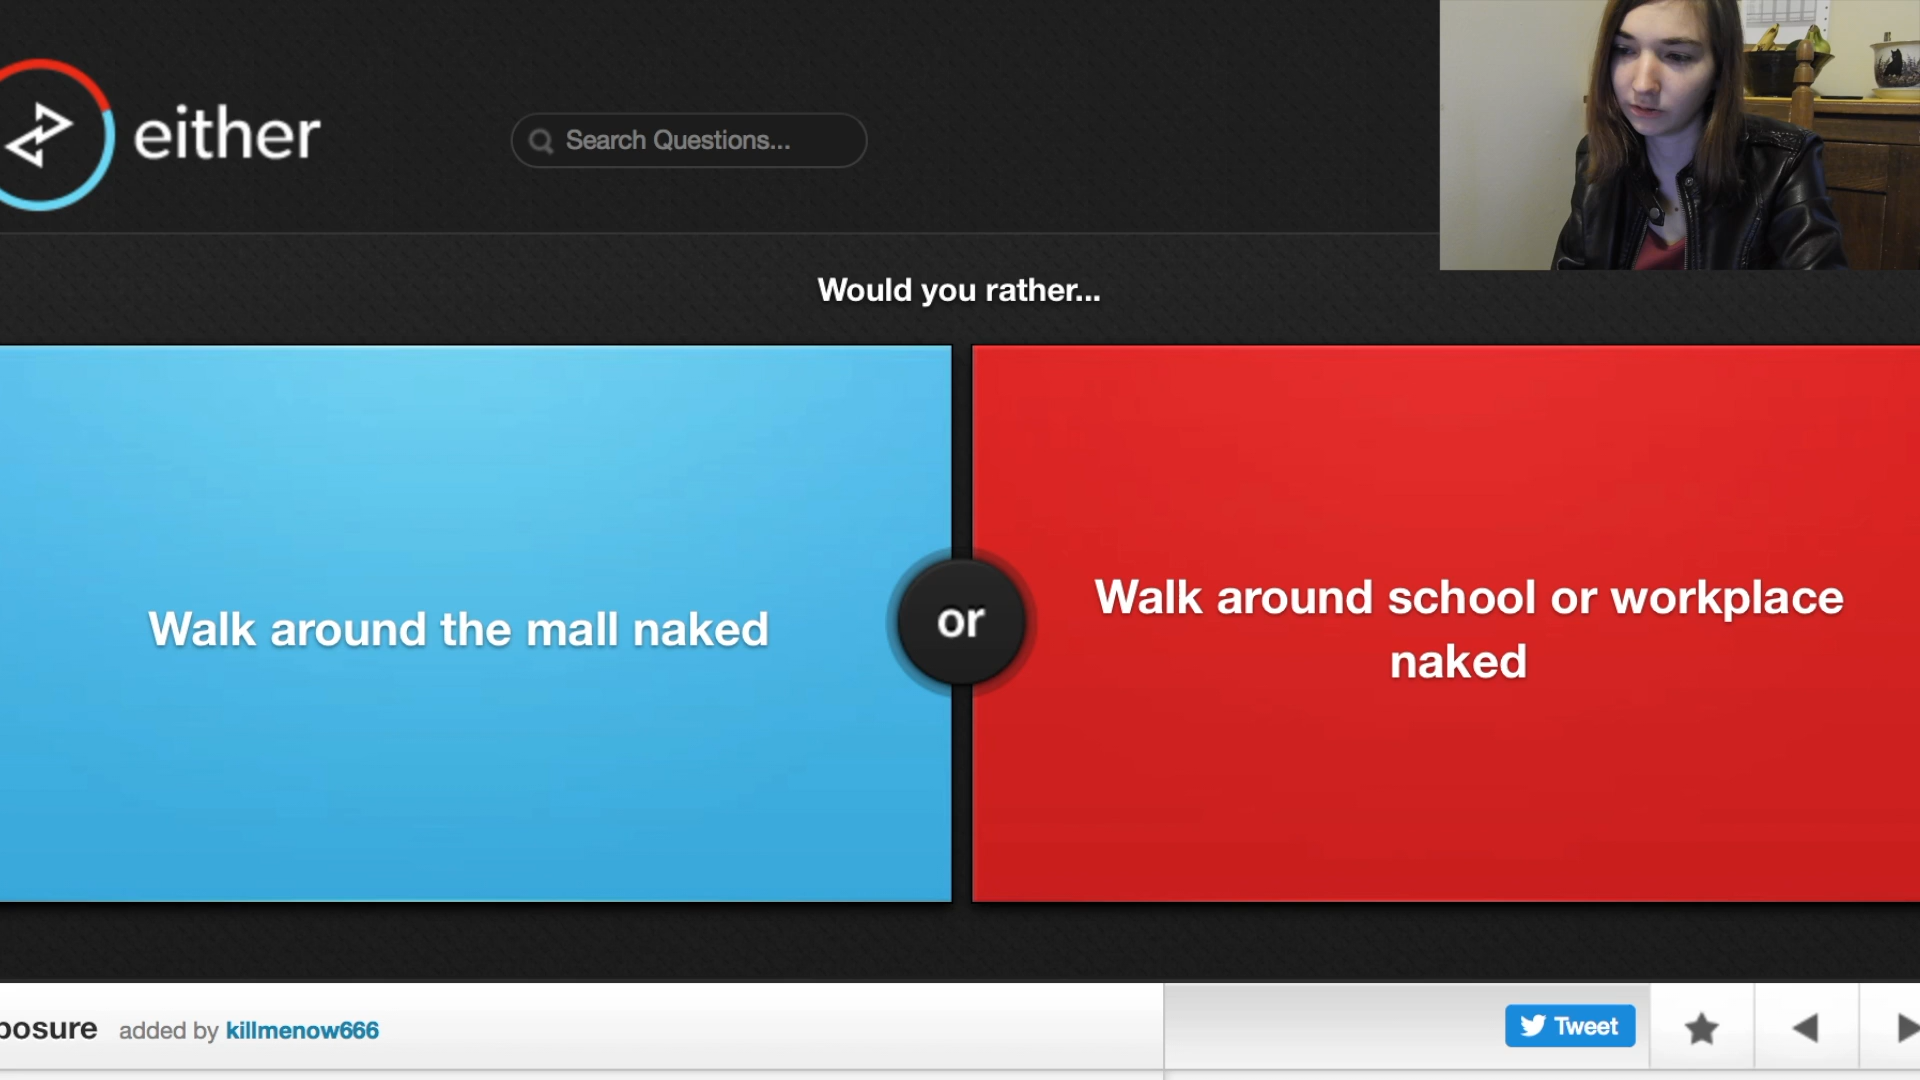 either
Search Questions...
Would you rather...
Walk around the mall naked
or
Walk around school or workplace
naked
posure added by killmenow666
Tweet